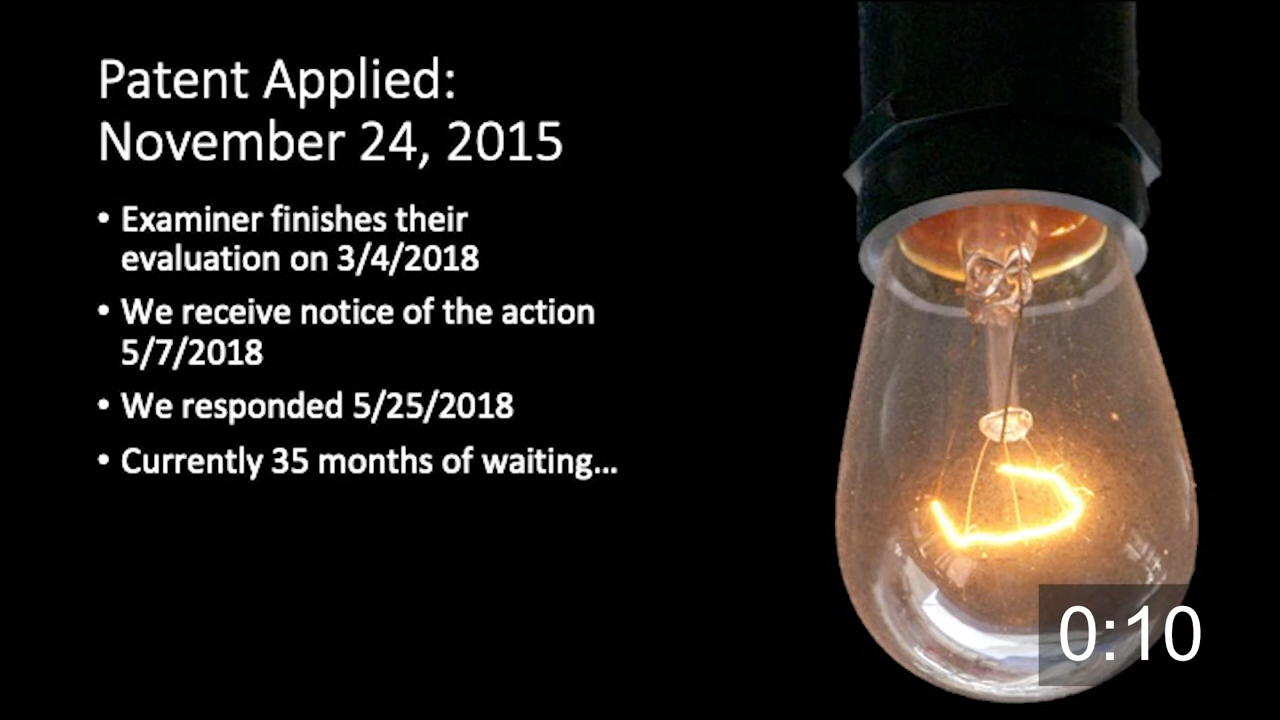 Patent Applied:
November 24, 2015
• Examiner finishes their
evaluation on 3/4/2018
• We receive notice of the action
5/7/2018
• We responded 5/25/2018
• Currently 35 months of waiting...
0:10